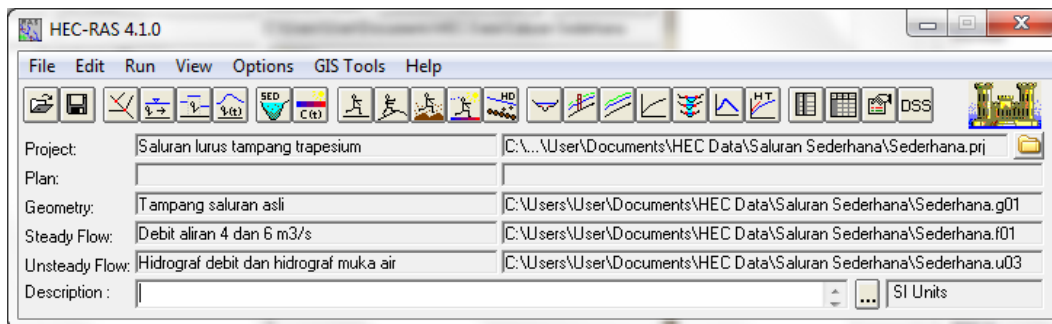 HEC-RAS 4.1.0
File Edit Run View Options GIS Tools Help
SED C(t) HD HT DSS
Project: Saluran lurus tampang trapesium C:\...\User\Documents\HEC Data\Saluran Sederhana\Sederhana.prj
Plan:
Geometry: Tampang saluran asli C:\Users\User\Documents\HEC Data\Saluran Sederhana\Sederhana.g01
Steady Flow: Debit aliran 4 dan 6 m3/s C:\Users\User\Documents\HEC Data\Saluran Sederhana\Sederhana.f01
Unsteady Flow: Hidrograf debit dan hidrograf muka air C:\Users\User\Documents\HEC Data\Saluran Sederhana\Sederhana.u03
Description : ... SI Units